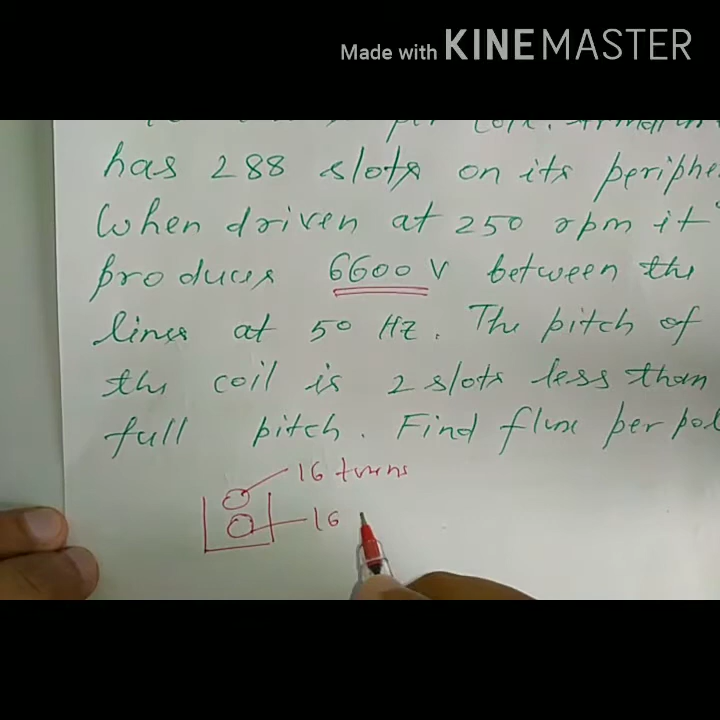 Made with KINEMASTER
per coil.
has 288 slots on its periphe
When driven at 250 rpm it
produces 6600 V between the
lines at 50 Hz. The pitch of
the coil is 2 slots less than
full pitch. Find flux per pol
16 turns
16